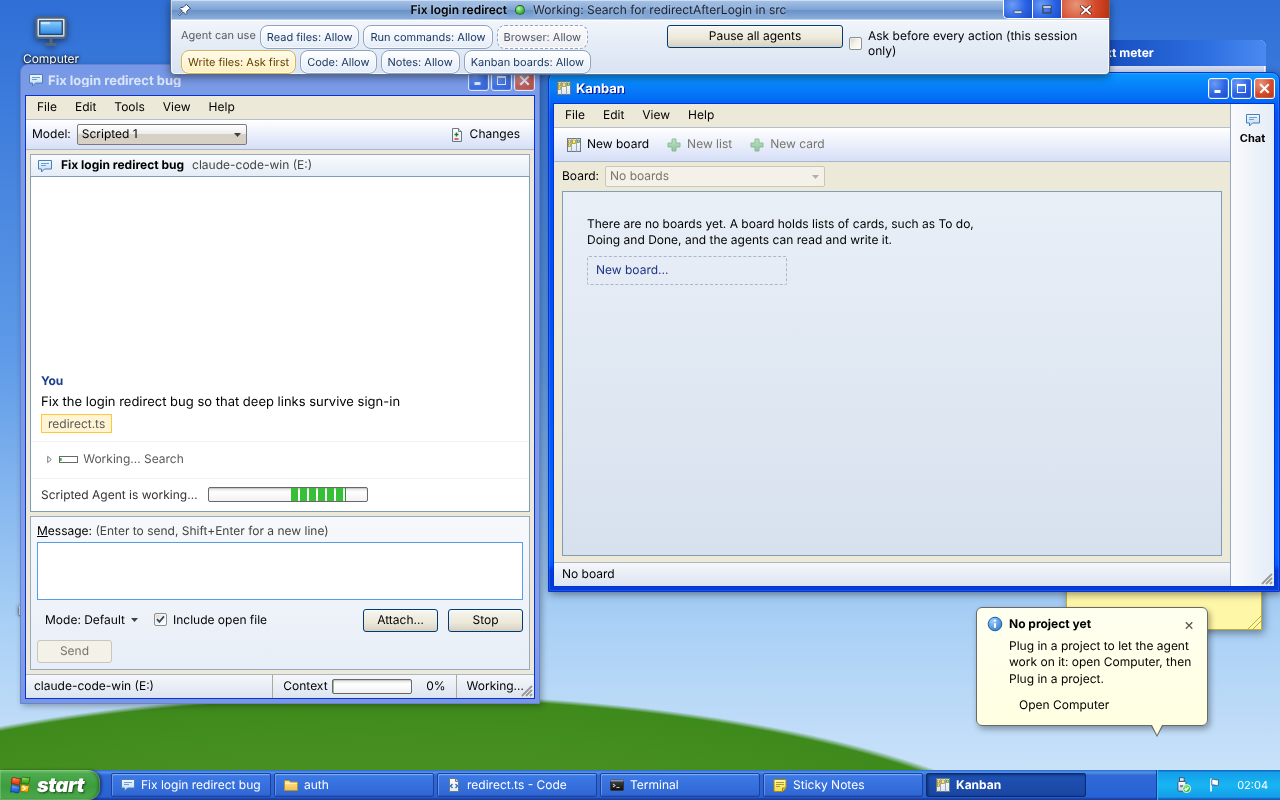 Fix login redirect Working: Search for redirectAfterLogin in src
Agent can use Read files: Allow Run commands: Allow Browser: Allow
Write files: Ask first Code: Allow Notes: Allow Kanban boards: Allow
Pause all agents
Ask before every action (this session
only)
Computer
Fix login redirect bug
File Edit Tools View Help
Model: Scripted 1 Changes
Fix login redirect bug claude-code-win (E:)
You
Fix the login redirect bug so that deep links survive sign-in
redirect.ts
Working... Search
Scripted Agent is working...
Message: (Enter to send, Shift+Enter for a new line)
Mode: Default Include open file Attach... Stop
Send
claude-code-win (E:) Context 0% Working...
meter
Kanban
File Edit View Help
New board New list New card
Board: No boards
There are no boards yet. A board holds lists of cards, such as To do,
Doing and Done, and the agents can read and write it.
New board...
No board
Chat
No project yet
Plug in a project to let the agent
work on it: open Computer, then
Plug in a project.
Open Computer
start Fix login redirect bug auth redirect.ts - Code Terminal Sticky Notes Kanban 02:04